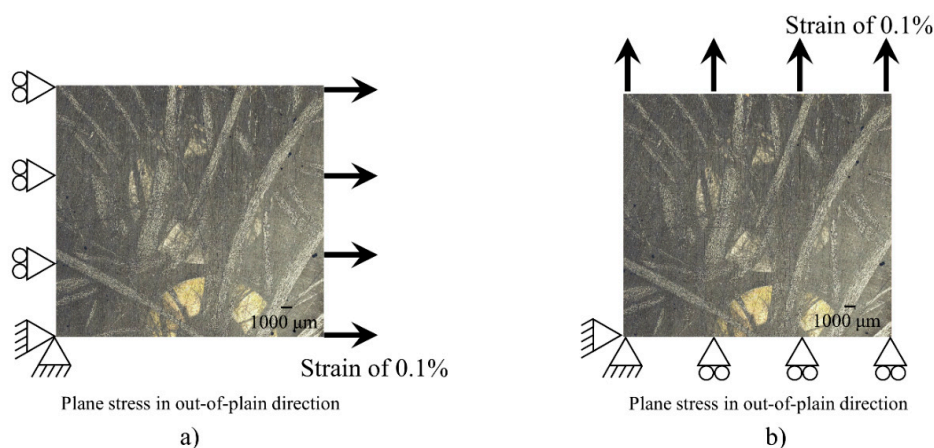 Strain of 0.1%
1000 μm
1000 μm
Strain of 0.1%
Plane stress in out-of-plain direction
Plane stress in out-of-plain direction
a)
b)